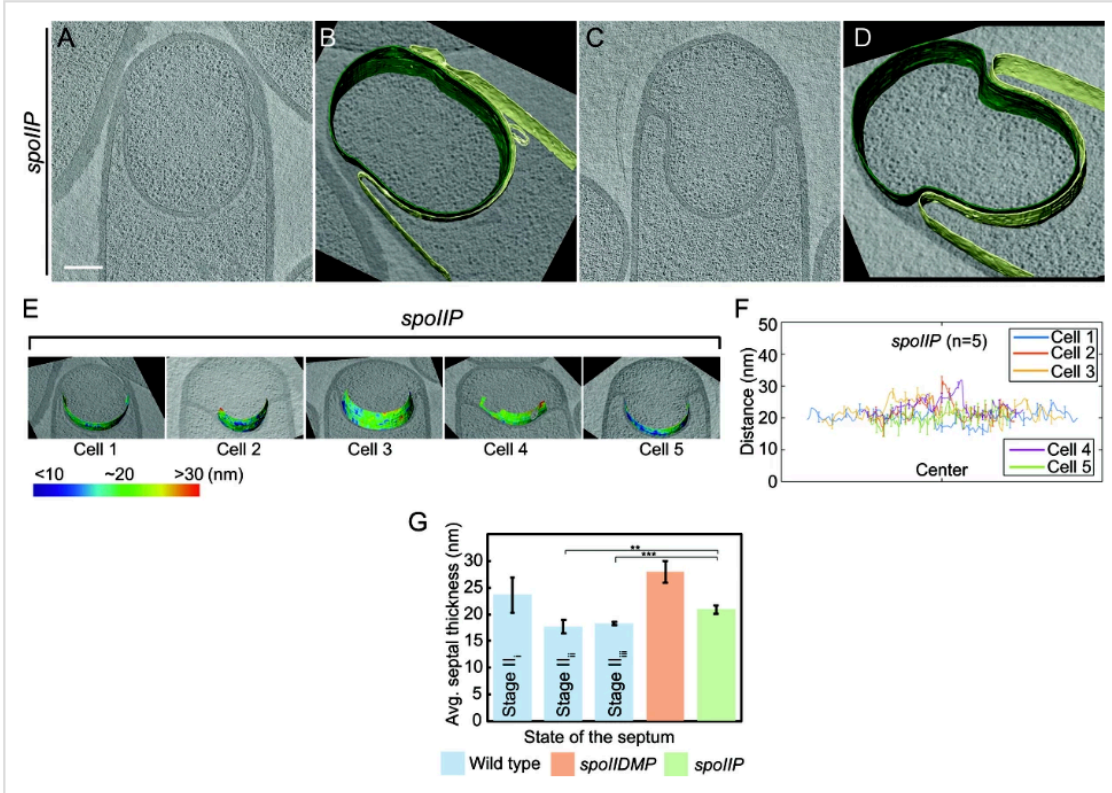 A
B
C
D
spoIIP
E
spoIIP
Cell 1
Cell 2
Cell 3
Cell 4
Cell 5
<10 ~20 >30 (nm)
F
50
40
30
20
10
0
Distance (nm)
spoIIP (n=5)
Cell 1
Cell 2
Cell 3
Cell 4
Cell 5
Center
G
Avg. septal thickness (nm)
30
25
20
15
10
5
0
**
***
Stage IIi
Stage IIii
Stage IIiii
State of the septum
Wild type spoIIDMP spoIIP